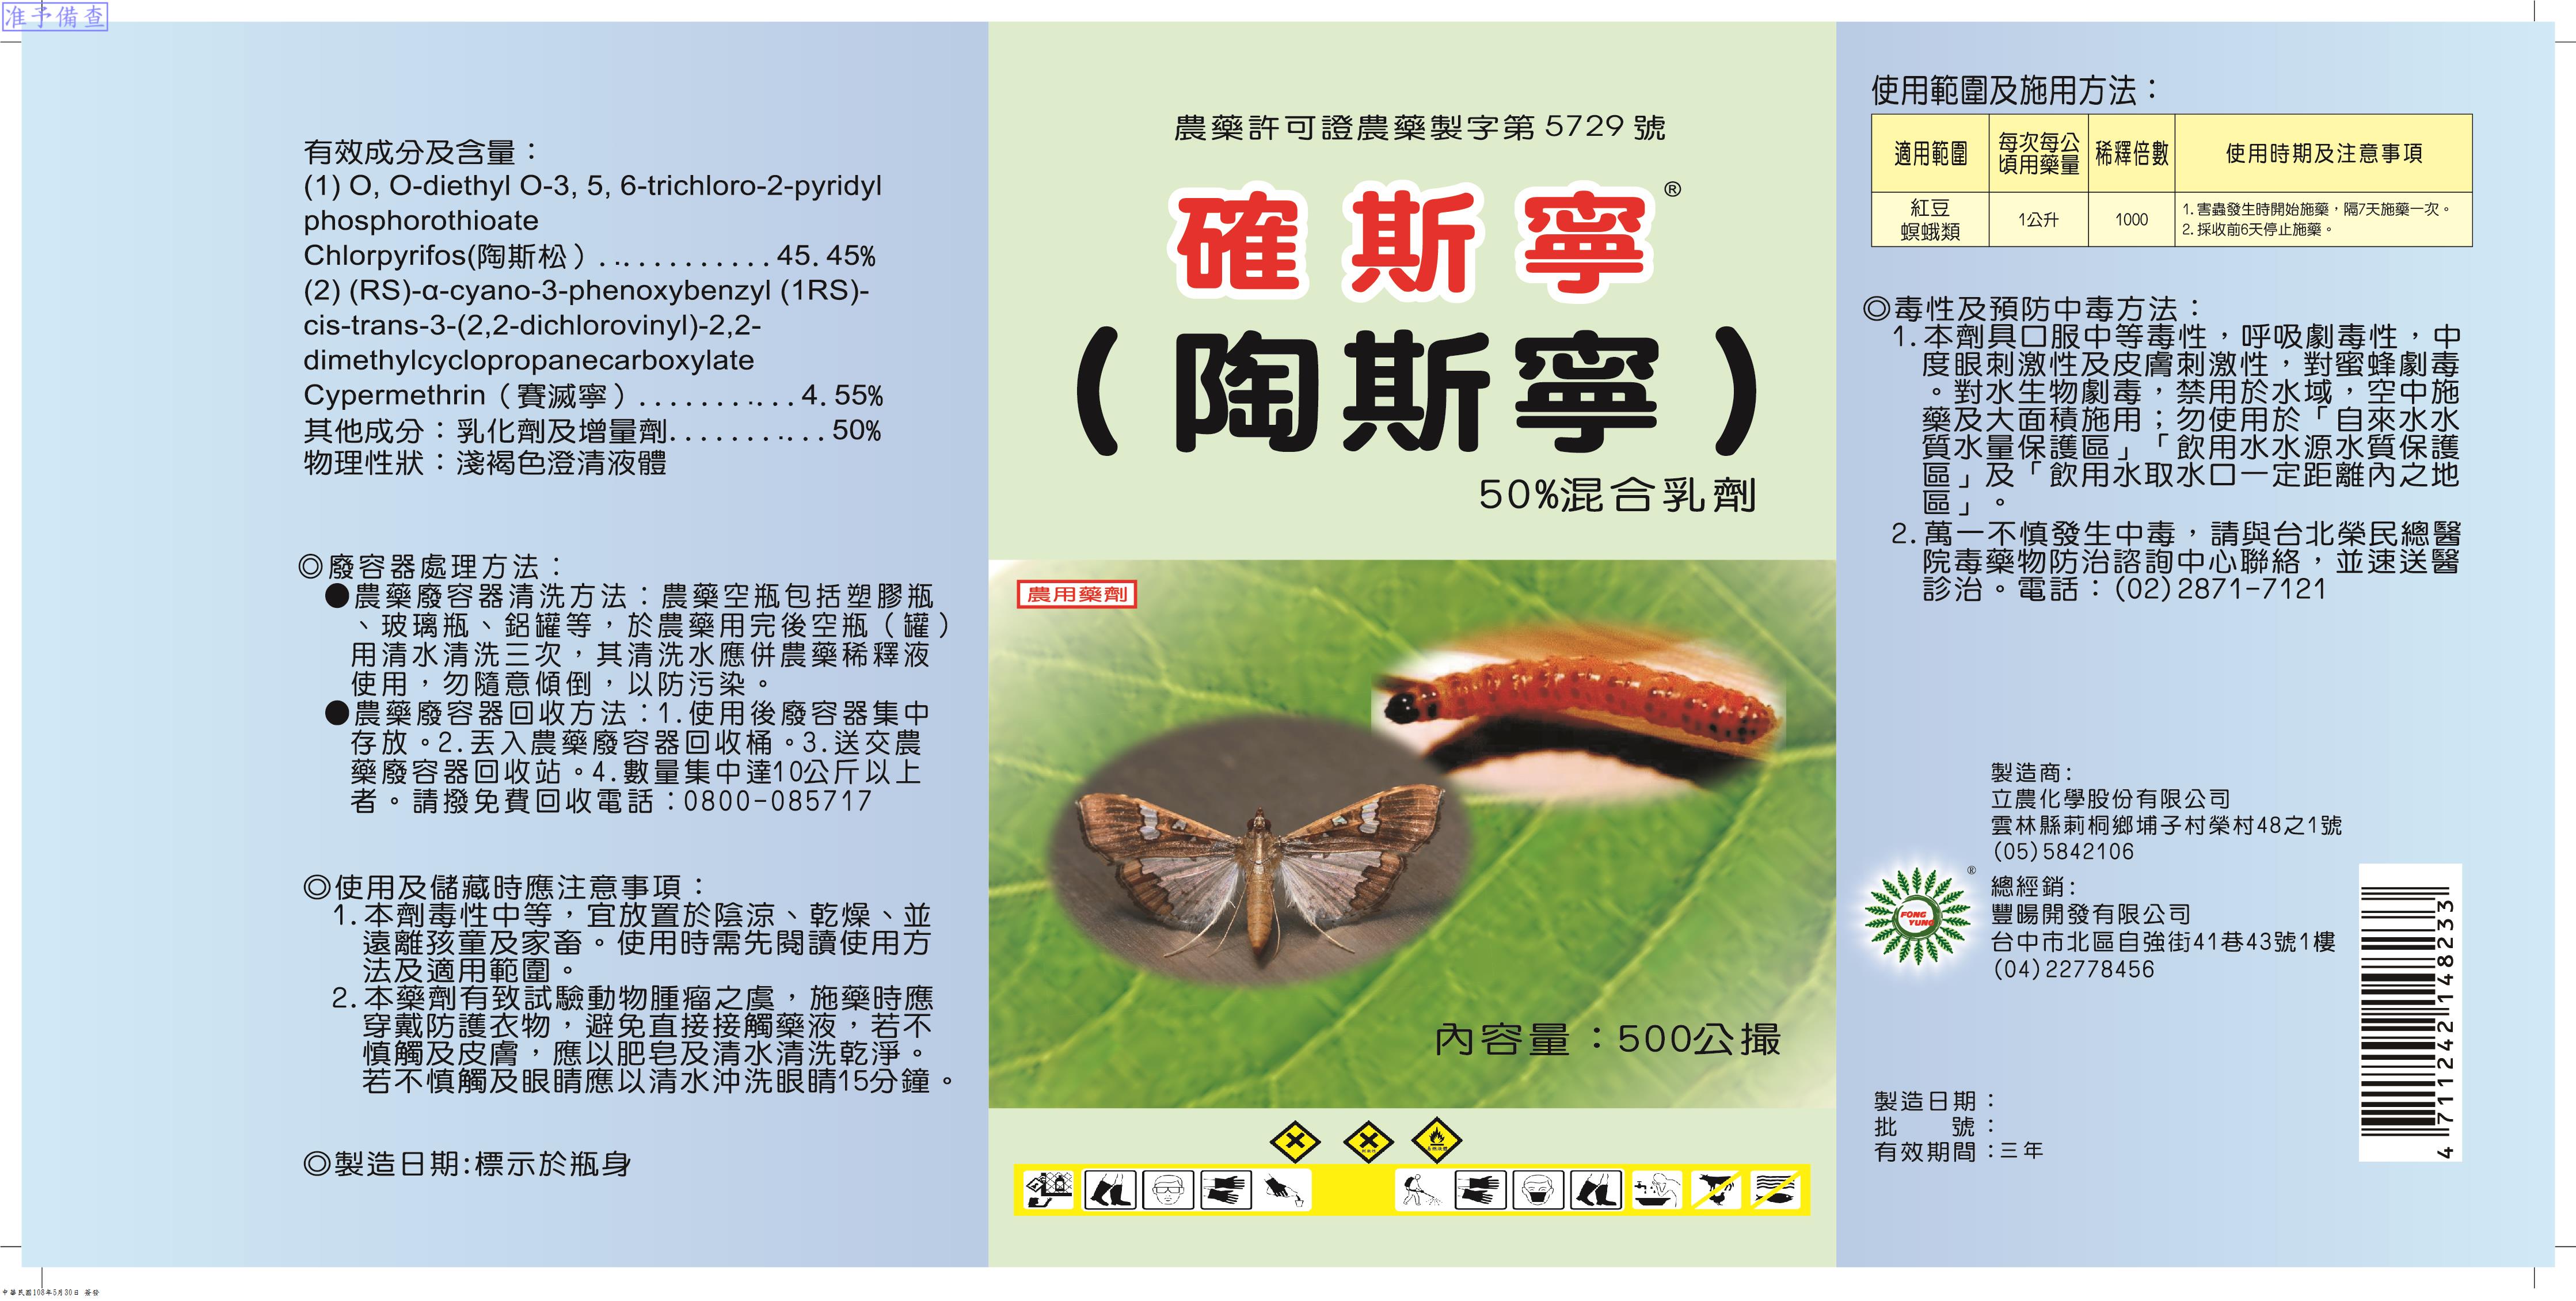 准予備查
有效成分及含量：
(1) O, O-diethyl O-3, 5, 6-trichloro-2-pyridyl
phosphorothioate
Chlorpyrifos(陶斯松）............45.45%
(2) (RS)-α-cyano-3-phenoxybenzyl (1RS)-
cis-trans-3-(2,2-dichlorovinyl)-2,2-
dimethylcyclopropanecarboxylate
Cypermethrin（賽滅寧）...........4.55%
其他成分：乳化劑及增量劑...........50%
物理性狀：淺褐色澄清液體
◎廢容器處理方法：
●農藥廢容器清洗方法：農藥空瓶包括塑膠瓶
、玻璃瓶、鋁罐等，於農藥用完後空瓶（罐）
用清水清洗三次，其清洗水應併農藥稀釋液
使用，勿隨意傾倒，以防污染。
●農藥廢容器回收方法：1.使用後廢容器集中
存放。2.丟入農藥廢容器回收桶。3.送交農
藥廢容器回收站。4.數量集中達10公斤以上
者。請撥免費回收電話：0800-085717
◎使用及儲藏時應注意事項：
1.本劑毒性中等，宜放置於陰涼、乾燥、並
遠離孩童及家畜。使用時需先閱讀使用方
法及適用範圍。
2.本藥劑有致試驗動物腫瘤之虞，施藥時應
穿戴防護衣物，避免直接接觸藥液，若不
慎觸及皮膚，應以肥皂及清水清洗乾淨。
若不慎觸及眼睛應以清水沖洗眼睛15分鐘。
◎製造日期:標示於瓶身
農藥許可證農藥製字第5729號
確斯寧®
（陶斯寧）
50%混合乳劑
農用藥劑
內容量：500公撮
使用範圍及施用方法：
適用範圍 每次每公頃用藥量 稀釋倍數 使用時期及注意事項
紅豆
螟蛾類
1公升
1000
1.害蟲發生時開始施藥，隔7天施藥一次。
2.採收前6天停止施藥。
◎毒性及預防中毒方法：
1.本劑具口服中等毒性，呼吸劇毒性，中
度眼刺激性及皮膚刺激性，對蜜蜂劇毒
。對水生物劇毒，禁用於水域，空中施
藥及大面積施用；勿使用於「自來水水
質水量保護區」「飲用水水源水質保護
區」及「飲用水取水口一定距離內之地
區」。
2.萬一不慎發生中毒，請與台北榮民總醫
院毒藥物防治諮詢中心聯絡，並速送醫
診治。電話：(02)2871-7121
製造商:
立農化學股份有限公司
雲林縣莿桐鄉埔子村榮村48之1號
(05)5842106
FONG
YUNG
®
總經銷:
豐暘開發有限公司
台中市北區自強街41巷43號1樓
(04)22778456
製造日期：
批　　號：
有效期間：三年
4711242148233
中華民國108年5月30日 簽發